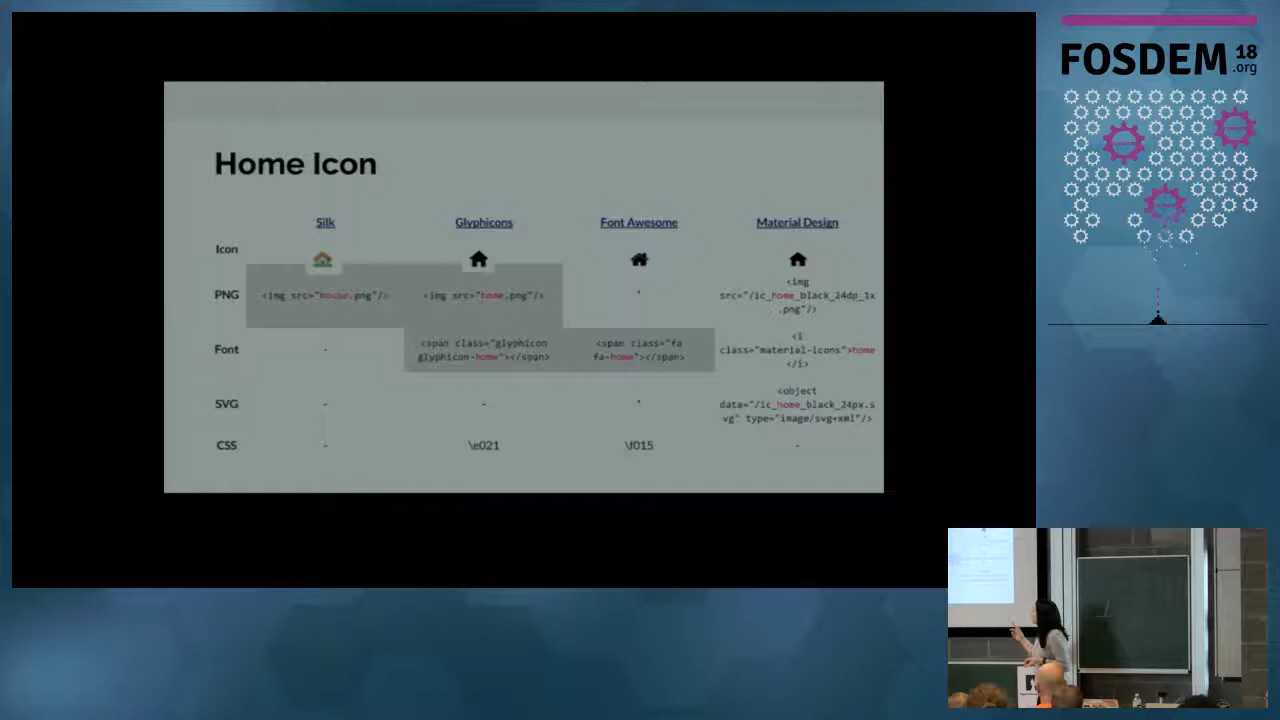 FOSDEM 18
.org
Home Icon
Silk Glyphicons Font Awesome Material Design
Icon
PNG <img src="house.png"/> <img src="home.png"/> - <img
src="/ic_home_black_24dp_1x
.png"/>
Font - <span class="glyphicon
glyphicon-home"></span> <span class="fa
fa-home"></span> <i
class="material-icons">home
</i>
SVG - - - <object
data="/ic_home_black_24px.s
vg" type="image/svg+xml"/>
CSS - \e021 \f015 -